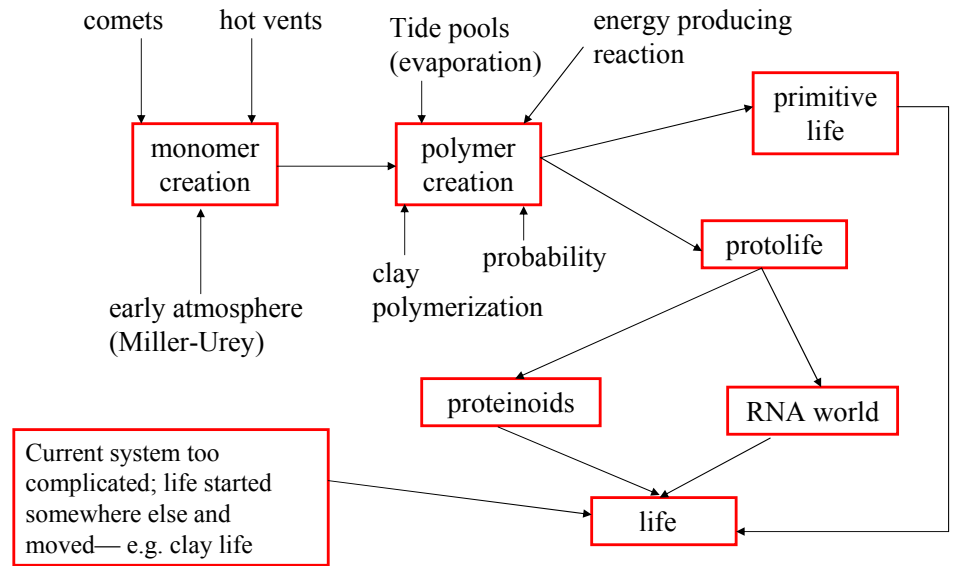 comets
hot vents
Tide pools
(evaporation)
energy producing
reaction
primitive
life
monomer
creation
polymer
creation
protolife
probability
clay
polymerization
early atmosphere
(Miller-Urey)
proteinoids
RNA world
Current system too
complicated; life started
somewhere else and
moved— e.g. clay life
life